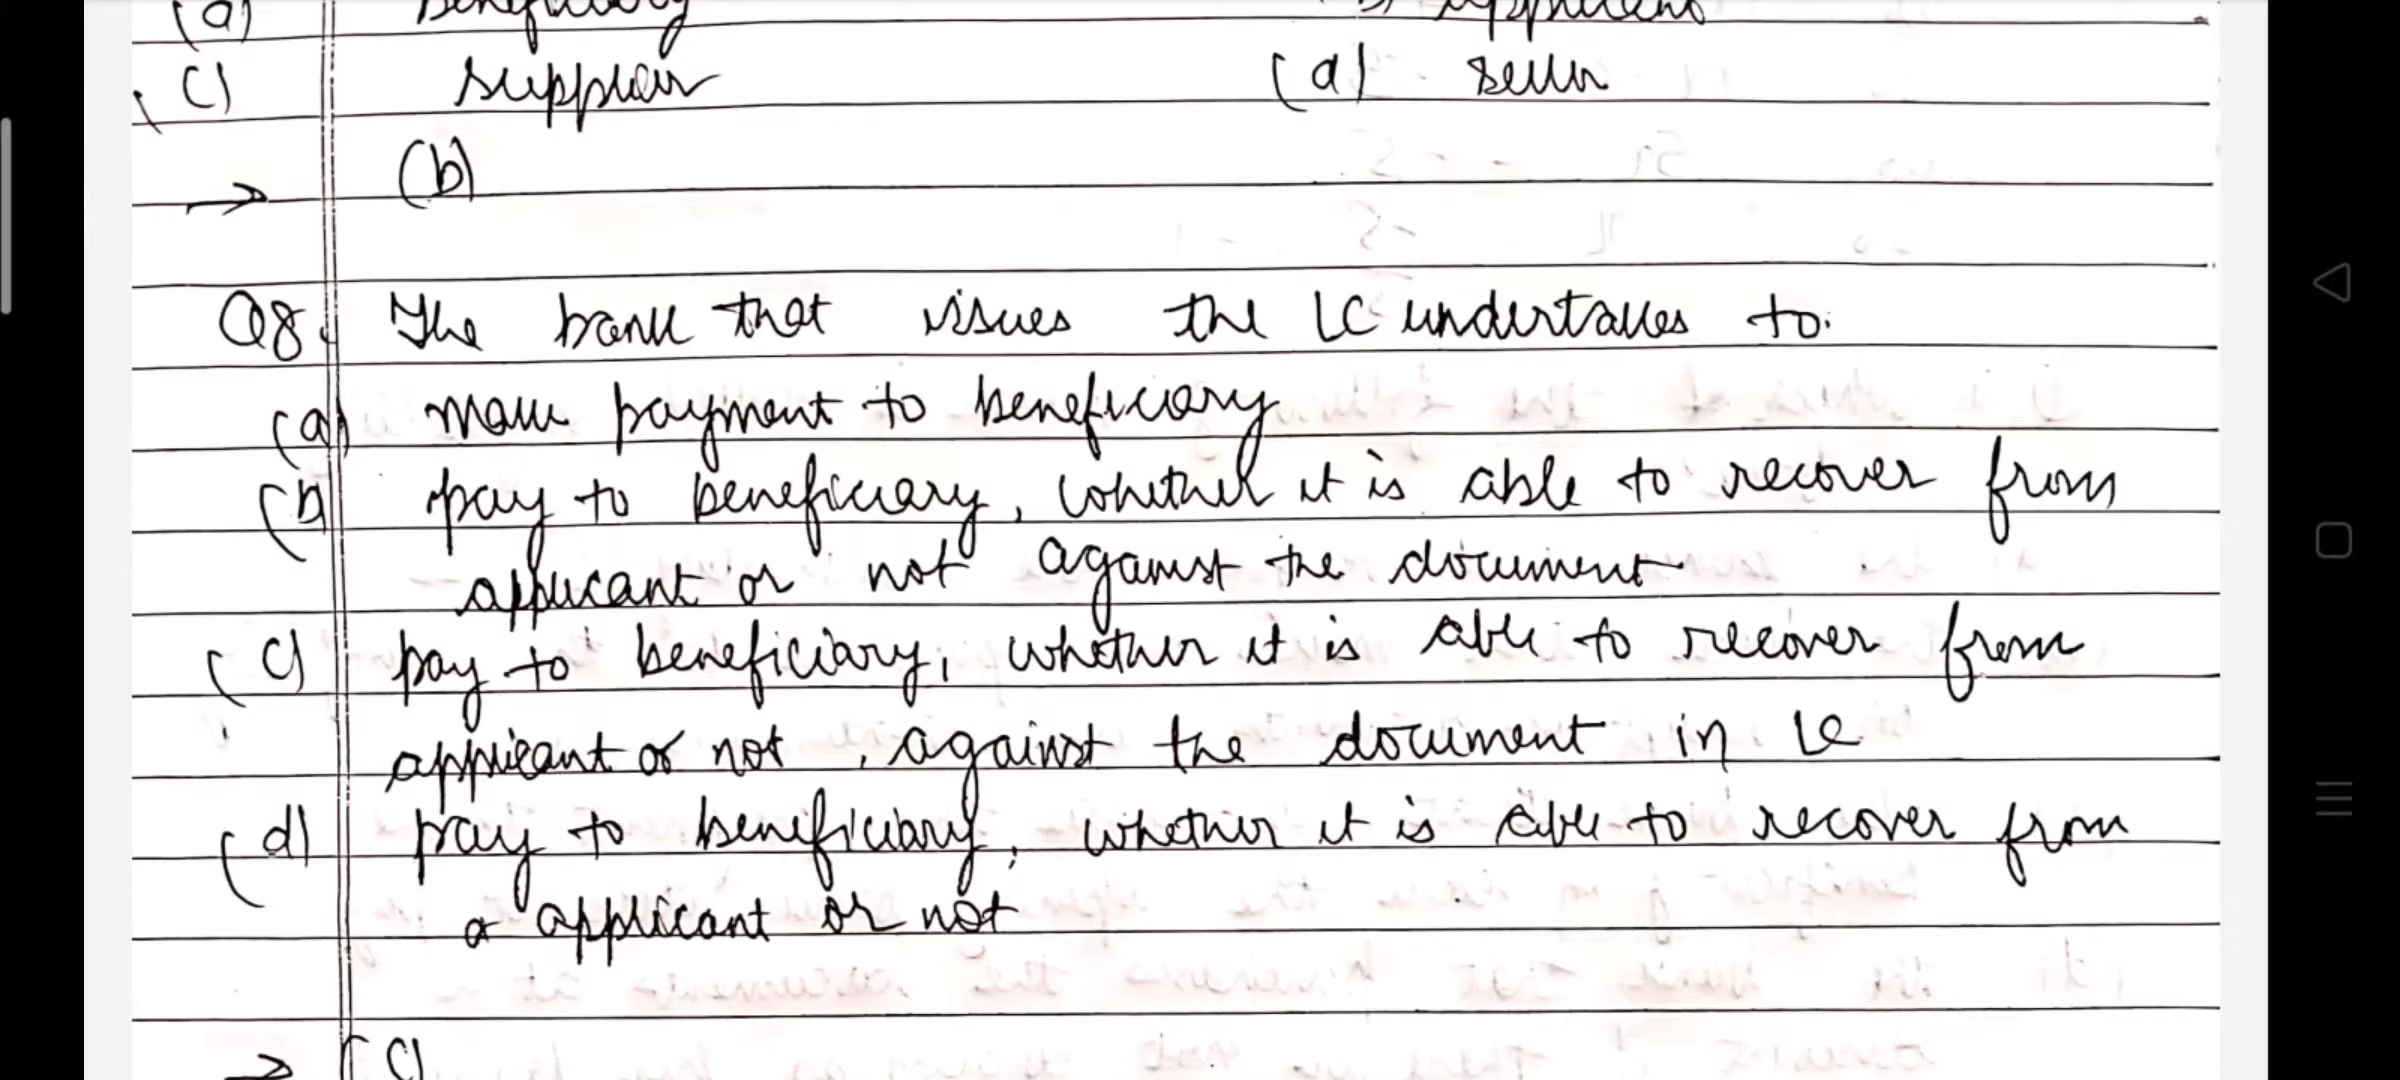 (a) beneficiary (b) applicant
(c) supplier (d) seller
→ (b)
Q8. The bank that issues the LC undertakes to.
(a) make payment to beneficiary
(b) pay to beneficiary, whether it is able to recover from
applicant or not against the document
(c) pay to beneficiary, whether it is able to recover from
applicant or not, against the document in LC
(d) pay to beneficiary, whether it is able to recover from
a applicant or not
→ (c)